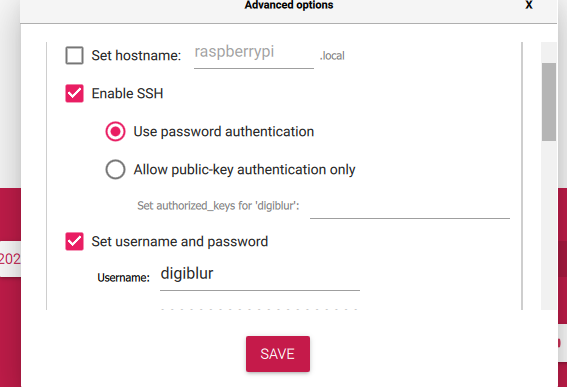 Advanced options
X
Set hostname: raspberrypi .local
Enable SSH
Use password authentication
Allow public-key authentication only
Set authorized_keys for 'digiblur':
Set username and password
Username: digiblur
202
SAVE